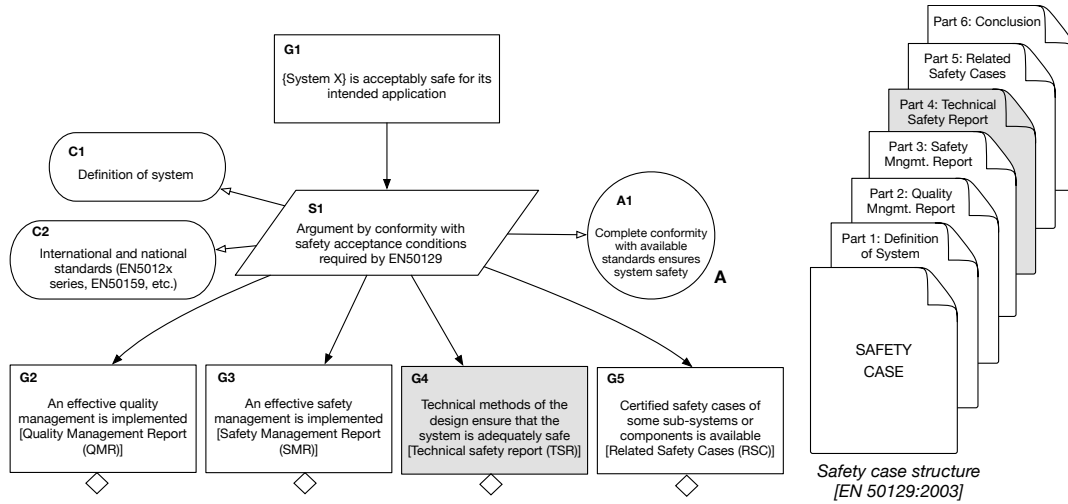 G1
{System X} is acceptably safe for its
intended application
C1
Definition of system
C2
International and national
standards (EN5012x
series, EN50159, etc.)
S1
Argument by conformity with
safety acceptance conditions
required by EN50129
A1
Complete conformity
with available
standards ensures
system safety
A
G2
An effective quality
management is implemented
[Quality Management Report
(QMR)]
G3
An effective safety
management is implemented
[Safety Management Report
(SMR)]
G4
Technical methods of the
design ensure that the
system is adequately safe
[Technical safety report (TSR)]
G5
Certified safety cases of
some sub-systems or
components is available
[Related Safety Cases (RSC)]
Part 6: Conclusion
Part 5: Related
Safety Cases
Part 4: Technical
Safety Report
Part 3: Safety
Mngmt. Report
Part 2: Quality
Mngmt. Report
Part 1: Definition
of System
SAFETY
CASE
Safety case structure
[EN 50129:2003]